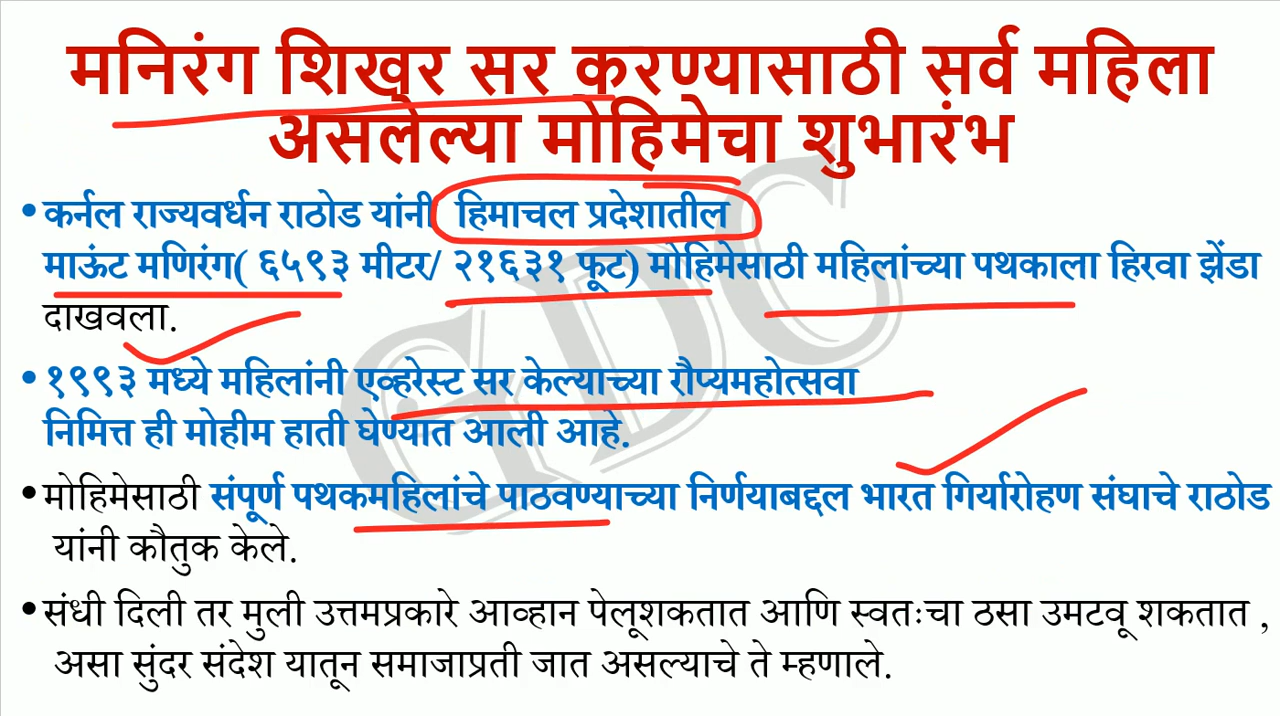 मनिरंग शिखर सर करण्यासाठी सर्व महिला
असलेल्या मोहिमेचा शुभारंभ
• कर्नल राज्यवर्धन राठोड यांनी हिमाचल प्रदेशातील
माऊंट मणिरंग( ६५९३ मीटर/ २१६३१ फूट) मोहिमेसाठी महिलांच्या पथकाला हिरवा झेंडा
दाखवला.
• १९९३ मध्ये महिलांनी एव्हरेस्ट सर केल्याच्या रौप्यमहोत्सवा
निमित्त ही मोहीम हाती घेण्यात आली आहे.
• मोहिमेसाठी संपूर्ण पथकमहिलांचे पाठवण्याच्या निर्णयाबद्दल भारत गिर्यारोहण संघाचे राठोड
यांनी कौतुक केले.
• संधी दिली तर मुली उत्तमप्रकारे आव्हान पेलूशकतात आणि स्वतःचा ठसा उमटवू शकतात ,
असा सुंदर संदेश यातून समाजाप्रती जात असल्याचे ते म्हणाले.
GDC